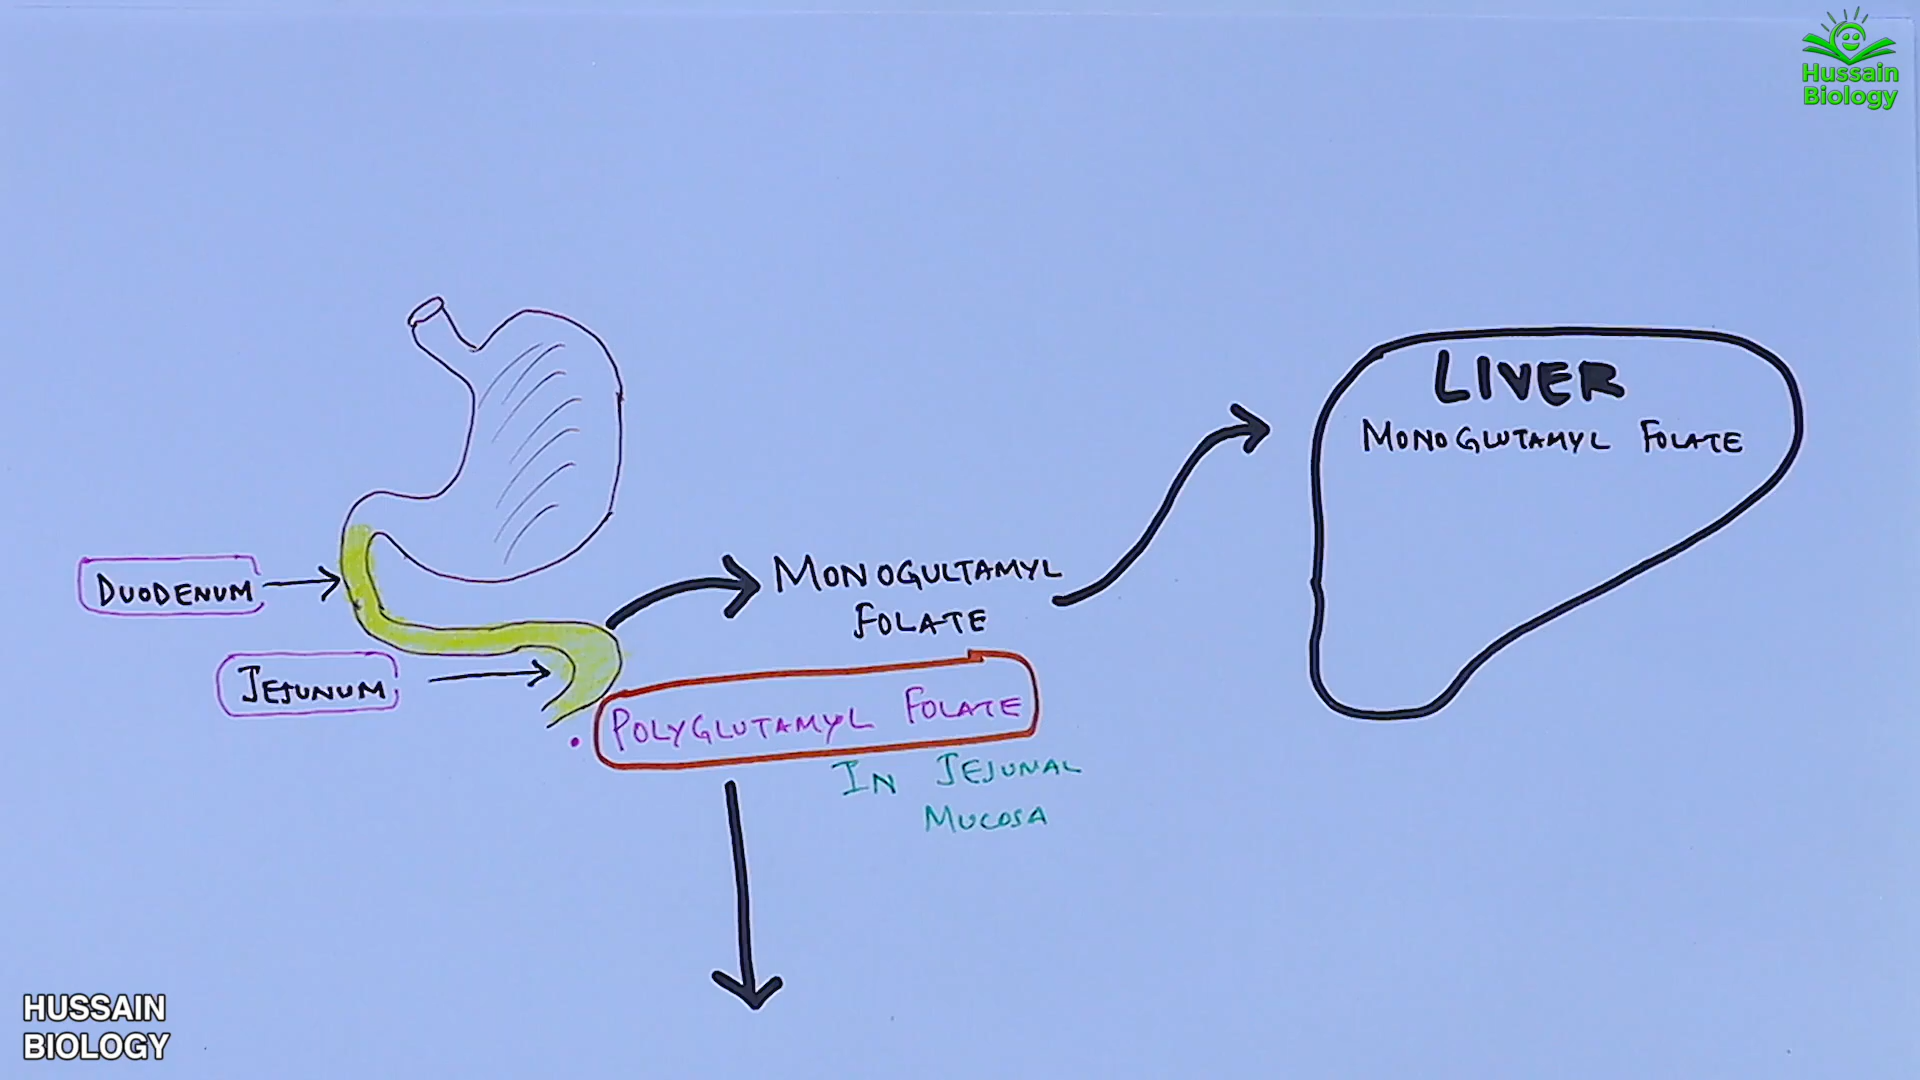 Hussain
Biology
LIVER
MONOGLUTAMYL FOLATE
DUODENUM
MONOGULTAMYL
FOLATE
JEJUNUM
POLYGLUTAMYL FOLATE
IN JEJUNAL
MUCOSA
HUSSAIN
BIOLOGY